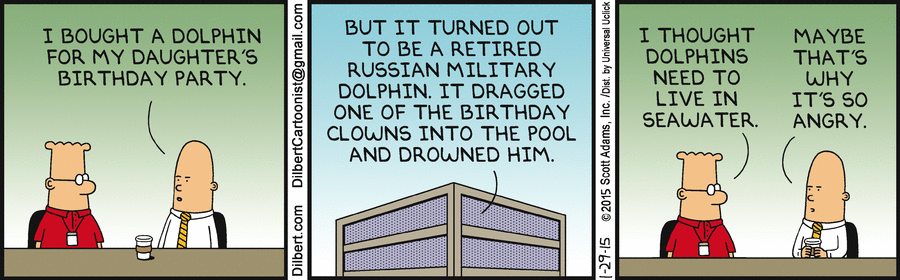 I BOUGHT A DOLPHIN
FOR MY DAUGHTER'S
BIRTHDAY PARTY.
Dilbert.com DilbertCartoonist@gmail.com
BUT IT TURNED OUT
TO BE A RETIRED
RUSSIAN MILITARY
DOLPHIN. IT DRAGGED
ONE OF THE BIRTHDAY
CLOWNS INTO THE POOL
AND DROWNED HIM.
1-29-15 ©2015 Scott Adams, Inc. /Dist. by Universal Uclick
I THOUGHT
DOLPHINS
NEED TO
LIVE IN
SEAWATER.
MAYBE
THAT'S
WHY
IT'S SO
ANGRY.